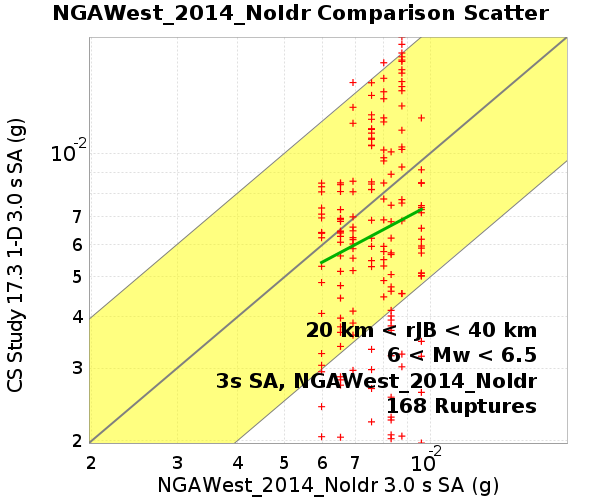 NGAWest_2014_NoIdr Comparison Scatter
CS Study 17.3 1-D 3.0 s SA (g)
10-2
7
6
5
4
3
2
20 km < rJB < 40 km
6 < Mw < 6.5
3s SA, NGAWest_2014_NoIdr
168 Ruptures
2 3 4 5 6 7 10-2
NGAWest_2014_NoIdr 3.0 s SA (g)